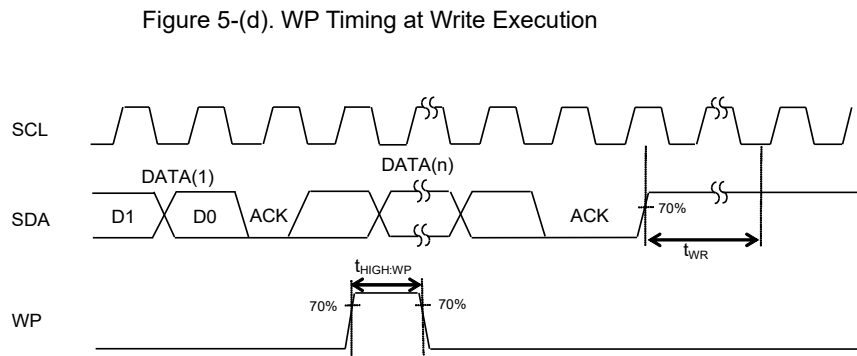 Figure 5-(d). WP Timing at Write Execution
SCL
DATA(1)
DATA(n)
SDA
D1
D0
ACK
ACK
70%
tWR
tHIGH:WP
WP
70%
70%